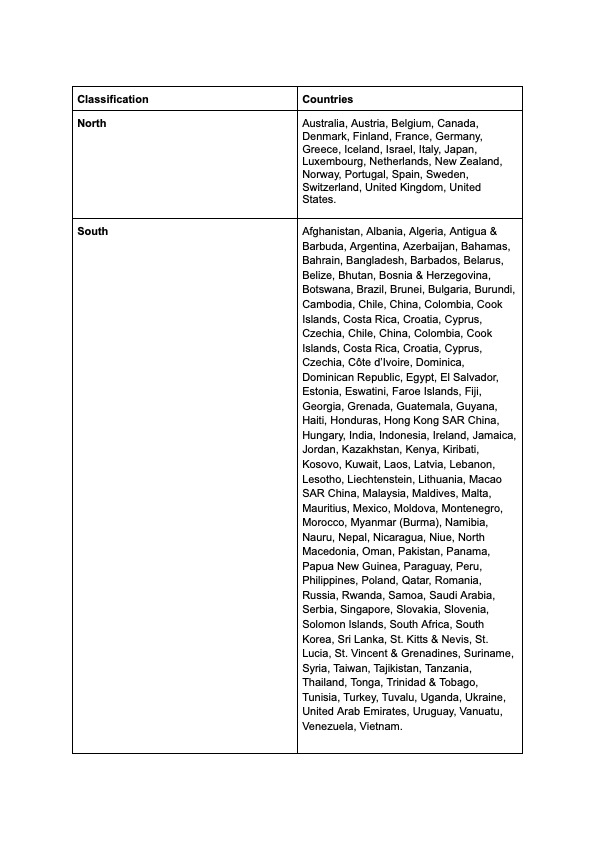 Classification
Countries
North
Australia, Austria, Belgium, Canada,
Denmark, Finland, France, Germany,
Greece, Iceland, Israel, Italy, Japan,
Luxembourg, Netherlands, New Zealand,
Norway, Portugal, Spain, Sweden,
Switzerland, United Kingdom, United
States.
South
Afghanistan, Albania, Algeria, Antigua &
Barbuda, Argentina, Azerbaijan, Bahamas,
Bahrain, Bangladesh, Barbados, Belarus,
Belize, Bhutan, Bosnia & Herzegovina,
Botswana, Brazil, Brunei, Bulgaria, Burundi,
Cambodia, Chile, China, Colombia, Cook
Islands, Costa Rica, Croatia, Cyprus,
Czechia, Chile, China, Colombia, Cook
Islands, Costa Rica, Croatia, Cyprus,
Czechia, Côte d’Ivoire, Dominica,
Dominican Republic, Egypt, El Salvador,
Estonia, Eswatini, Faroe Islands, Fiji,
Georgia, Grenada, Guatemala, Guyana,
Haiti, Honduras, Hong Kong SAR China,
Hungary, India, Indonesia, Ireland, Jamaica,
Jordan, Kazakhstan, Kenya, Kiribati,
Kosovo, Kuwait, Laos, Latvia, Lebanon,
Lesotho, Liechtenstein, Lithuania, Macao
SAR China, Malaysia, Maldives, Malta,
Mauritius, Mexico, Moldova, Montenegro,
Morocco, Myanmar (Burma), Namibia,
Nauru, Nepal, Nicaragua, Niue, North
Macedonia, Oman, Pakistan, Panama,
Papua New Guinea, Paraguay, Peru,
Philippines, Poland, Qatar, Romania,
Russia, Rwanda, Samoa, Saudi Arabia,
Serbia, Singapore, Slovakia, Slovenia,
Solomon Islands, South Africa, South
Korea, Sri Lanka, St. Kitts & Nevis, St.
Lucia, St. Vincent & Grenadines, Suriname,
Syria, Taiwan, Tajikistan, Tanzania,
Thailand, Tonga, Trinidad & Tobago,
Tunisia, Turkey, Tuvalu, Uganda, Ukraine,
United Arab Emirates, Uruguay, Vanuatu,
Venezuela, Vietnam.